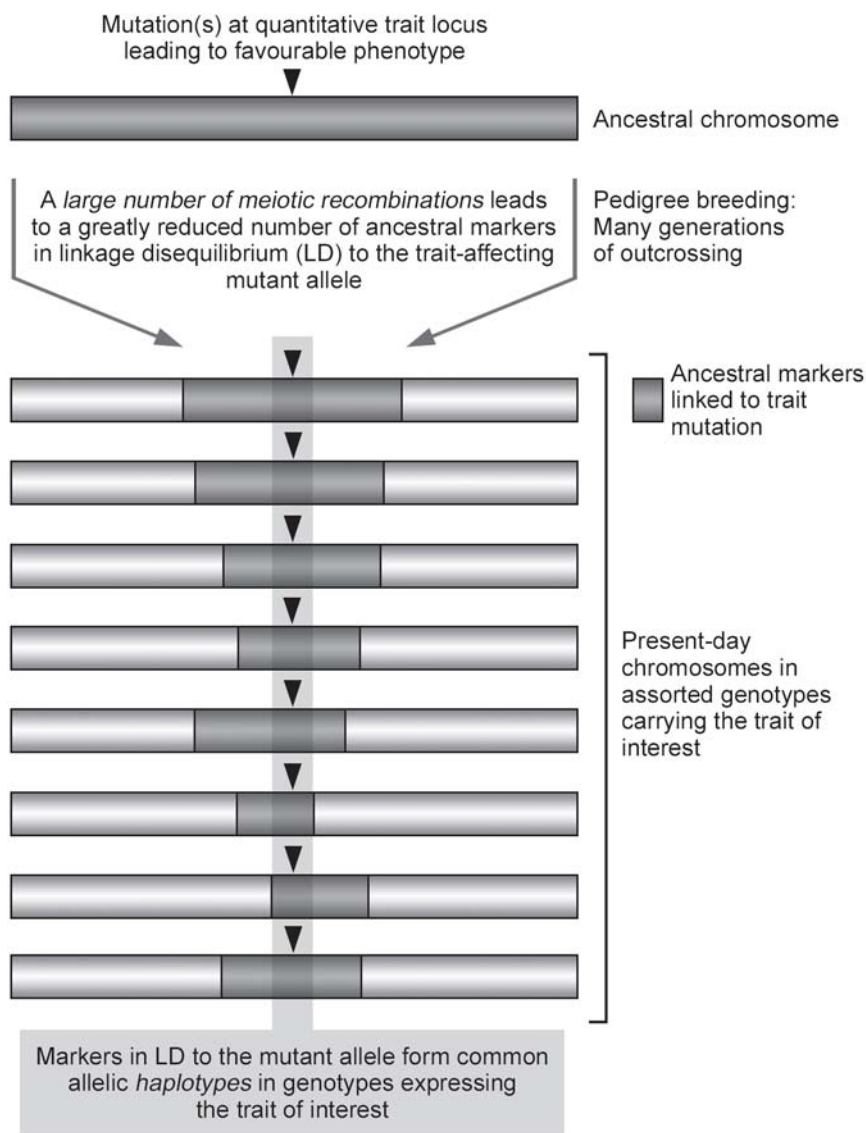 Mutation(s) at quantitative trait locus
leading to favourable phenotype
Ancestral chromosome
A large number of meiotic recombinations leads
to a greatly reduced number of ancestral markers
in linkage disequilibrium (LD) to the trait-affecting
mutant allele
Pedigree breeding:
Many generations
of outcrossing
Ancestral markers
linked to trait
mutation
Present-day
chromosomes in
assorted genotypes
carrying the trait of
interest
Markers in LD to the mutant allele form common
allelic haplotypes in genotypes expressing
the trait of interest